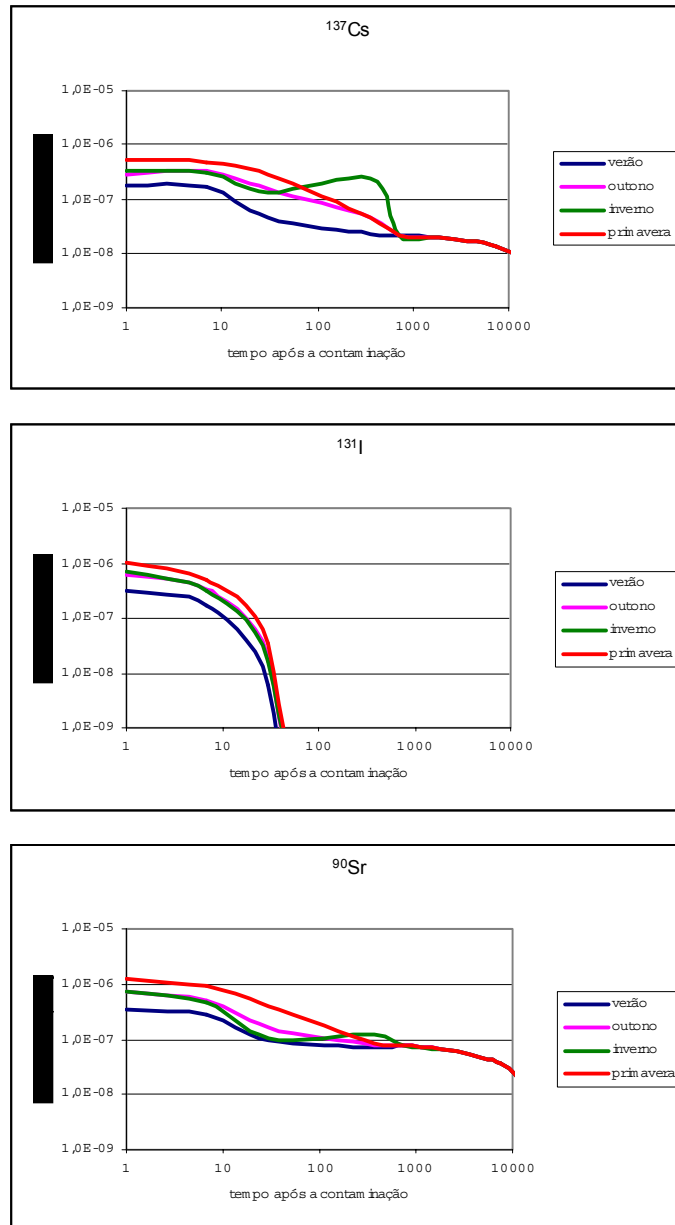 ¹³⁷Cs
1,0E-05
1,0E-06
1,0E-07
1,0E-08
1,0E-09
1 10 100 1000 10000
tempo após a contaminação
verão
outono
inverno
primavera
¹³¹I
1,0E-05
1,0E-06
1,0E-07
1,0E-08
1,0E-09
1 10 100 1000 10000
tempo após a contaminação
verão
outono
inverno
primavera
⁹⁰Sr
1,0E-05
1,0E-06
1,0E-07
1,0E-08
1,0E-09
1 10 100 1000 10000
tempo após a contaminação
verão
outono
inverno
primavera